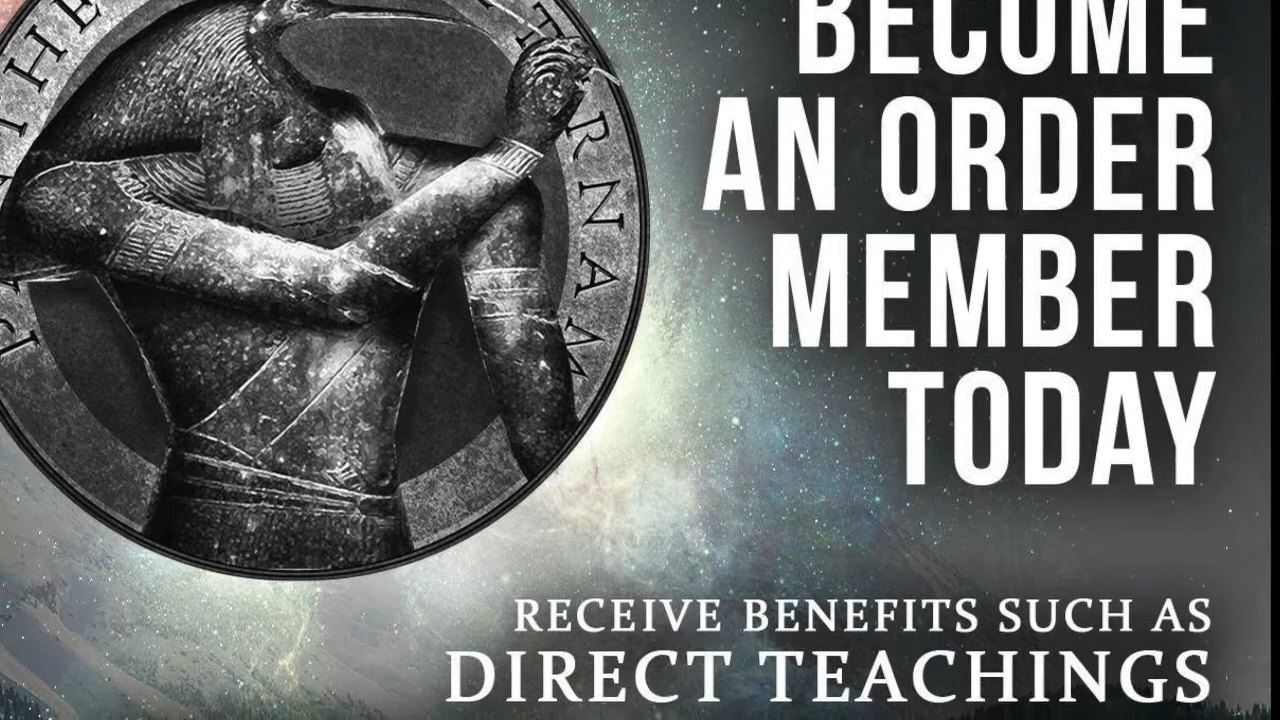 BECOME
AN ORDER
MEMBER
TODAY
RECEIVE BENEFITS SUCH AS
DIRECT TEACHINGS